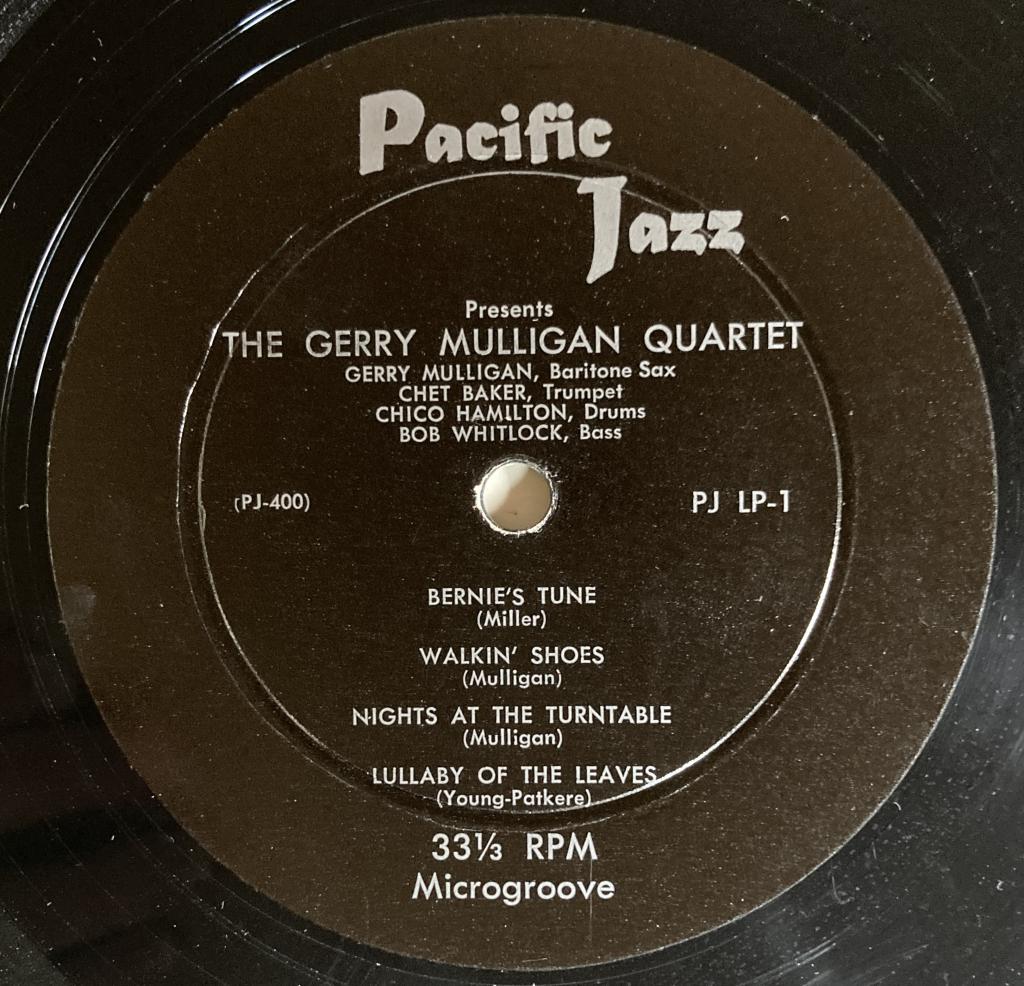 Pacific
Jazz
Presents
THE GERRY MULLIGAN QUARTET
GERRY MULLIGAN, Baritone Sax
CHET BAKER, Trumpet
CHICO HAMILTON, Drums
BOB WHITLOCK, Bass
(PJ-400) PJ LP-1
BERNIE'S TUNE
(Miller)
WALKIN' SHOES
(Mulligan)
NIGHTS AT THE TURNTABLE
(Mulligan)
LULLABY OF THE LEAVES
(Young-Patkere)
33⅓ RPM
Microgroove